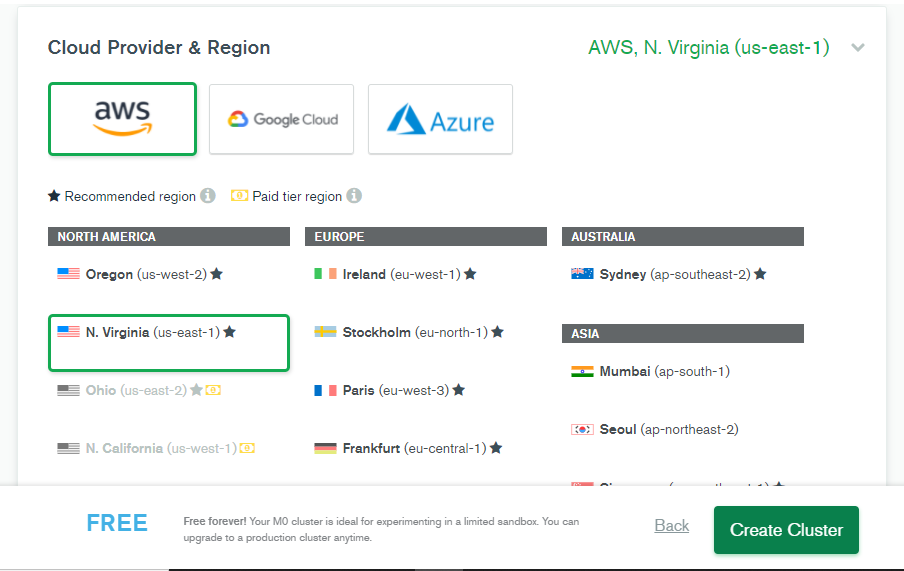 Cloud Provider & Region
AWS, N. Virginia (us-east-1)
aws
Google Cloud
Azure
Recommended region
Paid tier region
NORTH AMERICA
Oregon (us-west-2)
N. Virginia (us-east-1)
Ohio (us-east-2)
N. California (us-west-1)
EUROPE
Ireland (eu-west-1)
Stockholm (eu-north-1)
Paris (eu-west-3)
Frankfurt (eu-central-1)
AUSTRALIA
Sydney (ap-southeast-2)
ASIA
Mumbai (ap-south-1)
Seoul (ap-northeast-2)
FREE
Free forever! Your M0 cluster is ideal for experimenting in a limited sandbox. You can
upgrade to a production cluster anytime.
Back
Create Cluster